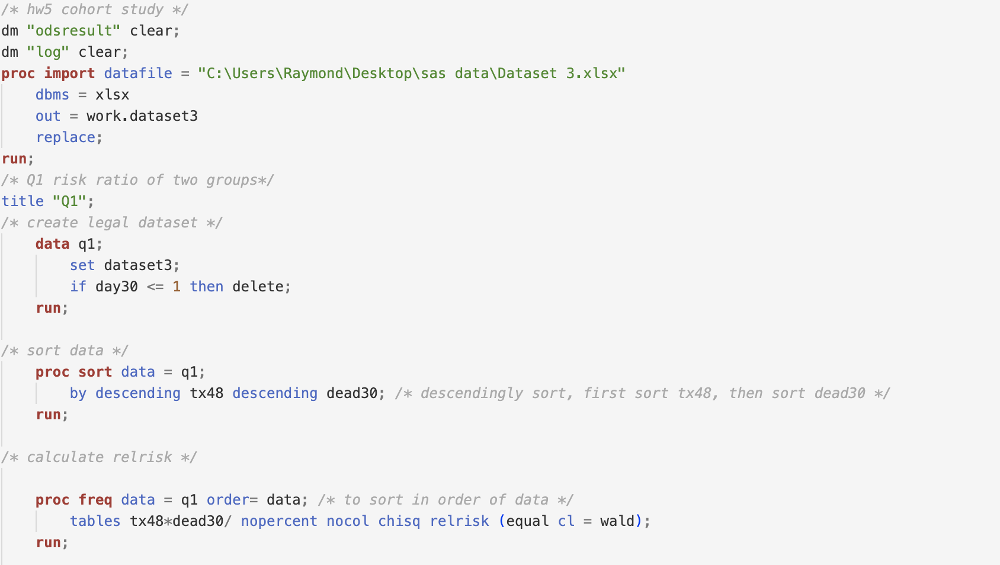 /* hw5 cohort study */
dm "odsresult" clear;
dm "log" clear;
proc import datafile = "C:\Users\Raymond\Desktop\sas data\Dataset 3.xlsx"
    dbms = xlsx
    out = work.dataset3
    replace;
run;
/* Q1 risk ratio of two groups*/
title "Q1";
/* create legal dataset */
    data q1;
        set dataset3;
        if day30 <= 1 then delete;
    run;
/* sort data */
    proc sort data = q1;
        by descending tx48 descending dead30; /* descendingly sort, first sort tx48, then sort dead30 */
    run;
/* calculate relrisk */
    proc freq data = q1 order= data; /* to sort in order of data */
        tables tx48*dead30/ nopercent nocol chisq relrisk (equal cl = wald);
    run;